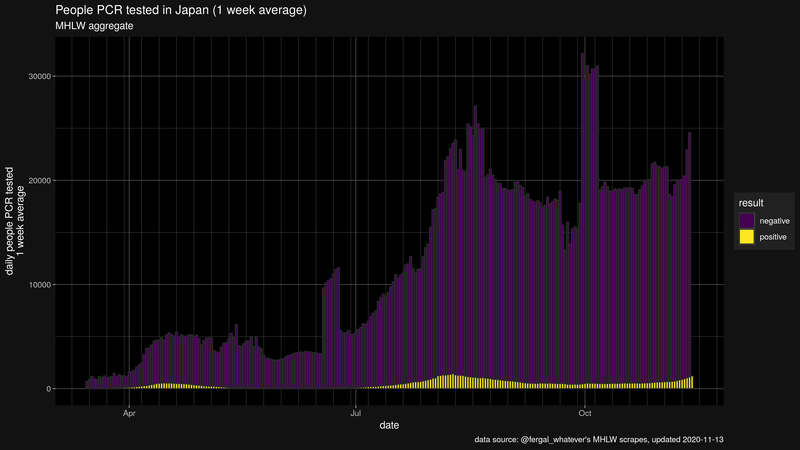 People PCR tested in Japan (1 week average)
MHLW aggregate
30000
20000
10000
0
daily people PCR tested
1 week average
Apr
Jul
Oct
date
result
negative
positive
data source: @fergal_whatever's MHLW scrapes, updated 2020-11-13